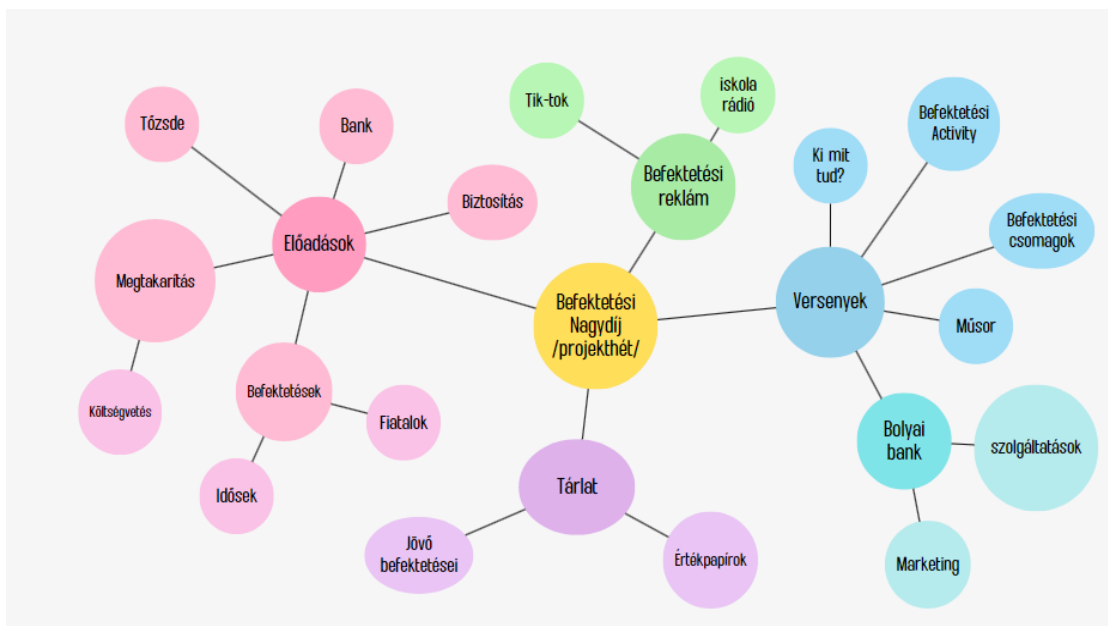 Tőzsde
Bank
Biztosítás
Előadások
Megtakarítás
Költségvetés
Befektetések
Fiatalok
Idősek
Tik-tok
iskola
rádió
Befektetési
reklám
Befektetési
Nagydíj
/projekthét/
Tárlat
Jövő
befektetései
Értékpapírok
Ki mit
tud?
Befektetési
Activity
Befektetési
csomagok
Versenyek
Műsor
Bolyai
bank
szolgáltatások
Marketing